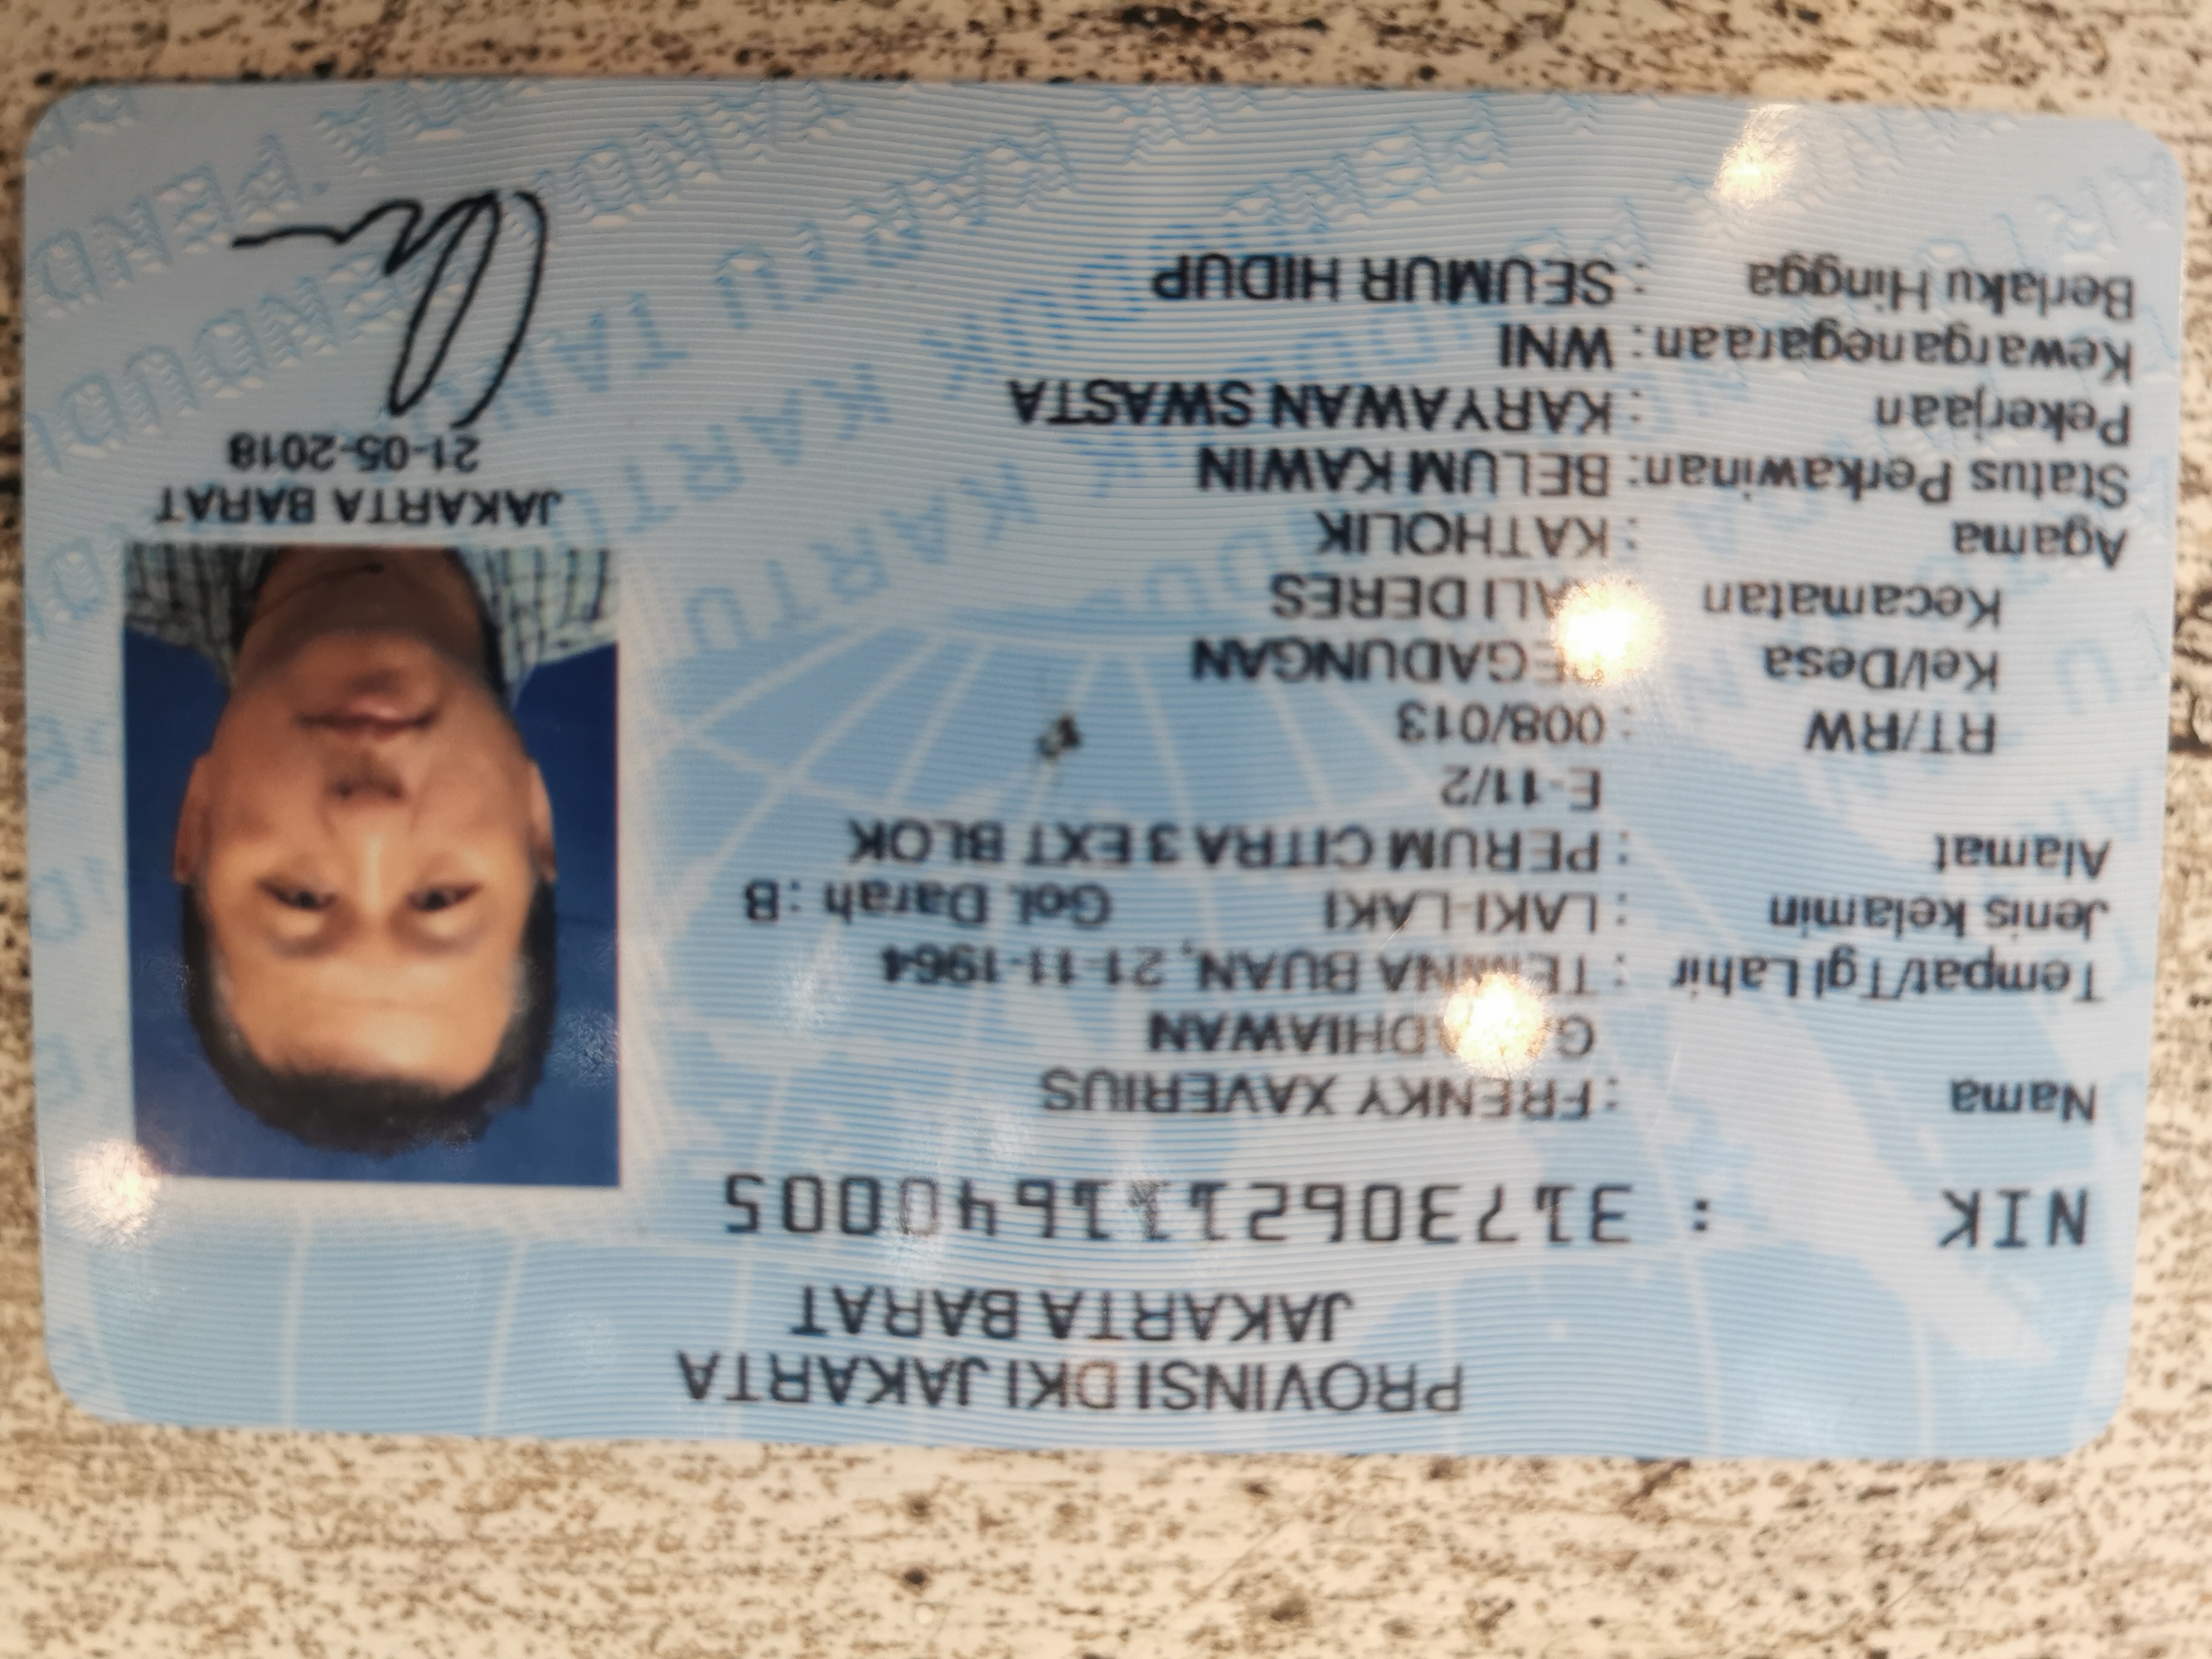 PROVINSI DKI JAKARTA
JAKARTA BARAT
NIK : 3173062111640005
Nama : FRENKY XAVERIUS
Tempat/Tgl Lahir : BUAN, 21-11-1964
Jenis kelamin : LAKI-LAKI Gol. Darah : B
Alamat : PERUM CITRA 3 EXT BLOK
E-11/2
RT/RW : 008/013
Kel/Desa
Kecamatan DERES
Agama : KATHOLIK
Status Perkawinan: BELUM KAWIN
Pekerjaan : KARYAWAN SWASTA
Kewarganegaraan: WNI
Berlaku Hingga : SEUMUR HIDUP
JAKARTA BARAT
21-05-2018